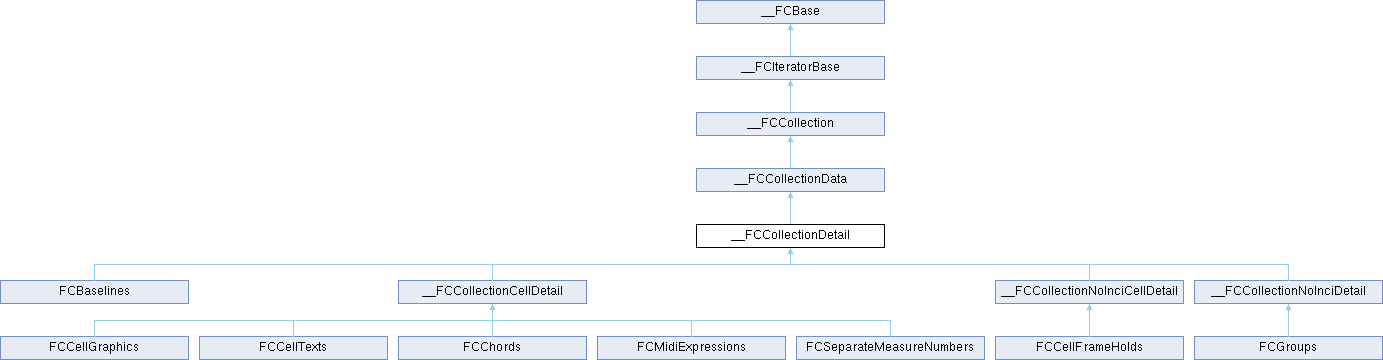 __FCBase
__FCIteratorBase
__FCCollection
__FCCollectionData
__FCCollectionDetail
FCBaselines
__FCCollectionCellDetail
__FCCollectionNoInciCellDetail
__FCCollectionNoInciDetail
FCCellGraphics
FCCellTexts
FCChords
FCMidiExpressions
FCSeparateMeasureNumbers
FCCellFrameHolds
FCGroups